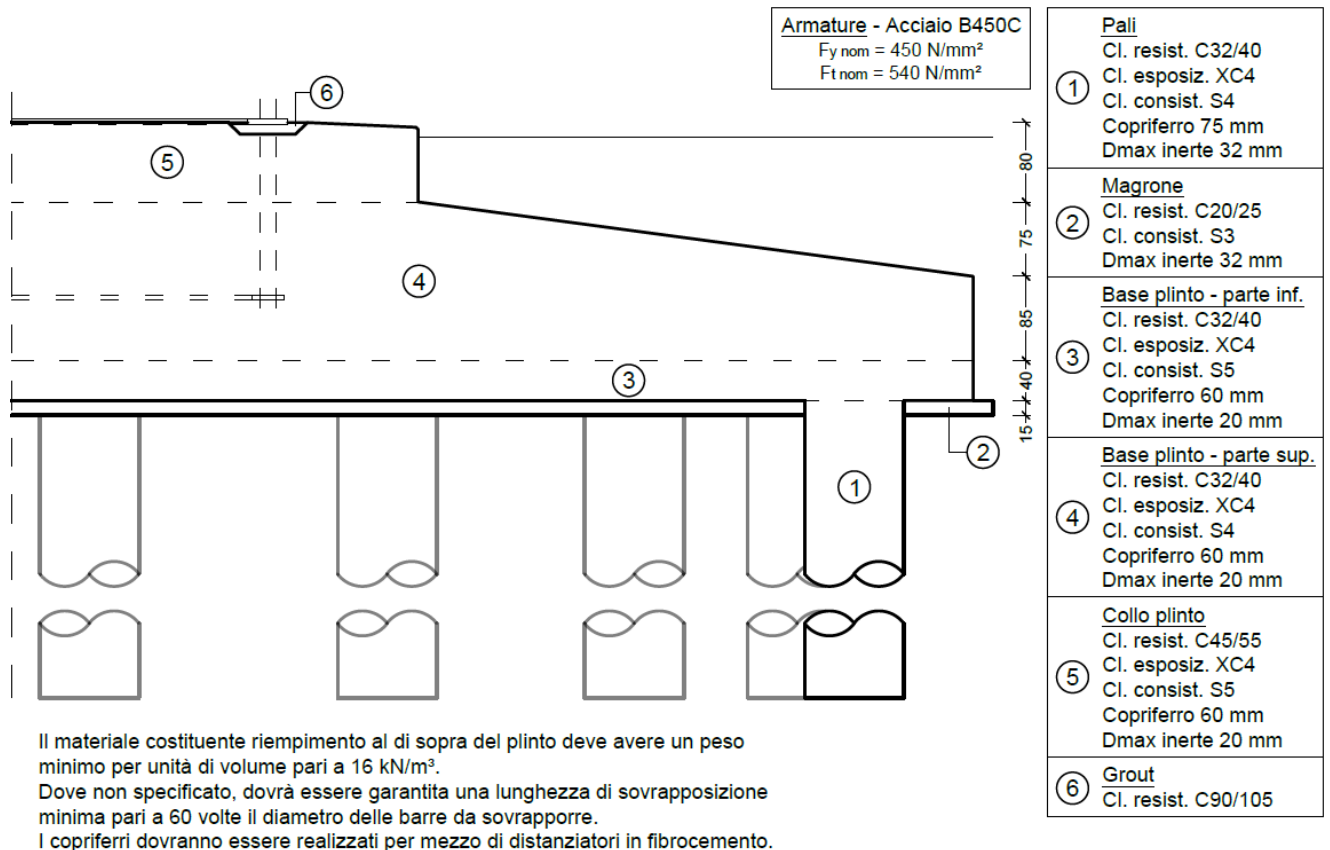 Armature - Acciaio B450C
Fy nom = 450 N/mm²
Ft nom = 540 N/mm²
6
5
4
3
2
1
80
75
85
40
15
1
Pali
Cl. resist. C32/40
Cl. esposiz. XC4
Cl. consist. S4
Copriferro 75 mm
Dmax inerte 32 mm
2
Magrone
Cl. resist. C20/25
Cl. consist. S3
Dmax inerte 32 mm
3
Base plinto - parte inf.
Cl. resist. C32/40
Cl. esposiz. XC4
Cl. consist. S5
Copriferro 60 mm
Dmax inerte 20 mm
4
Base plinto - parte sup.
Cl. resist. C32/40
Cl. esposiz. XC4
Cl. consist. S4
Copriferro 60 mm
Dmax inerte 20 mm
5
Collo plinto
Cl. resist. C45/55
Cl. esposiz. XC4
Cl. consist. S5
Copriferro 60 mm
Dmax inerte 20 mm
6
Grout
Cl. resist. C90/105
Il materiale costituente riempimento al di sopra del plinto deve avere un peso
minimo per unità di volume pari a 16 kN/m³.
Dove non specificato, dovrà essere garantita una lunghezza di sovrapposizione
minima pari a 60 volte il diametro delle barre da sovrapporre.
I copriferri dovranno essere realizzati per mezzo di distanziatori in fibrocemento.